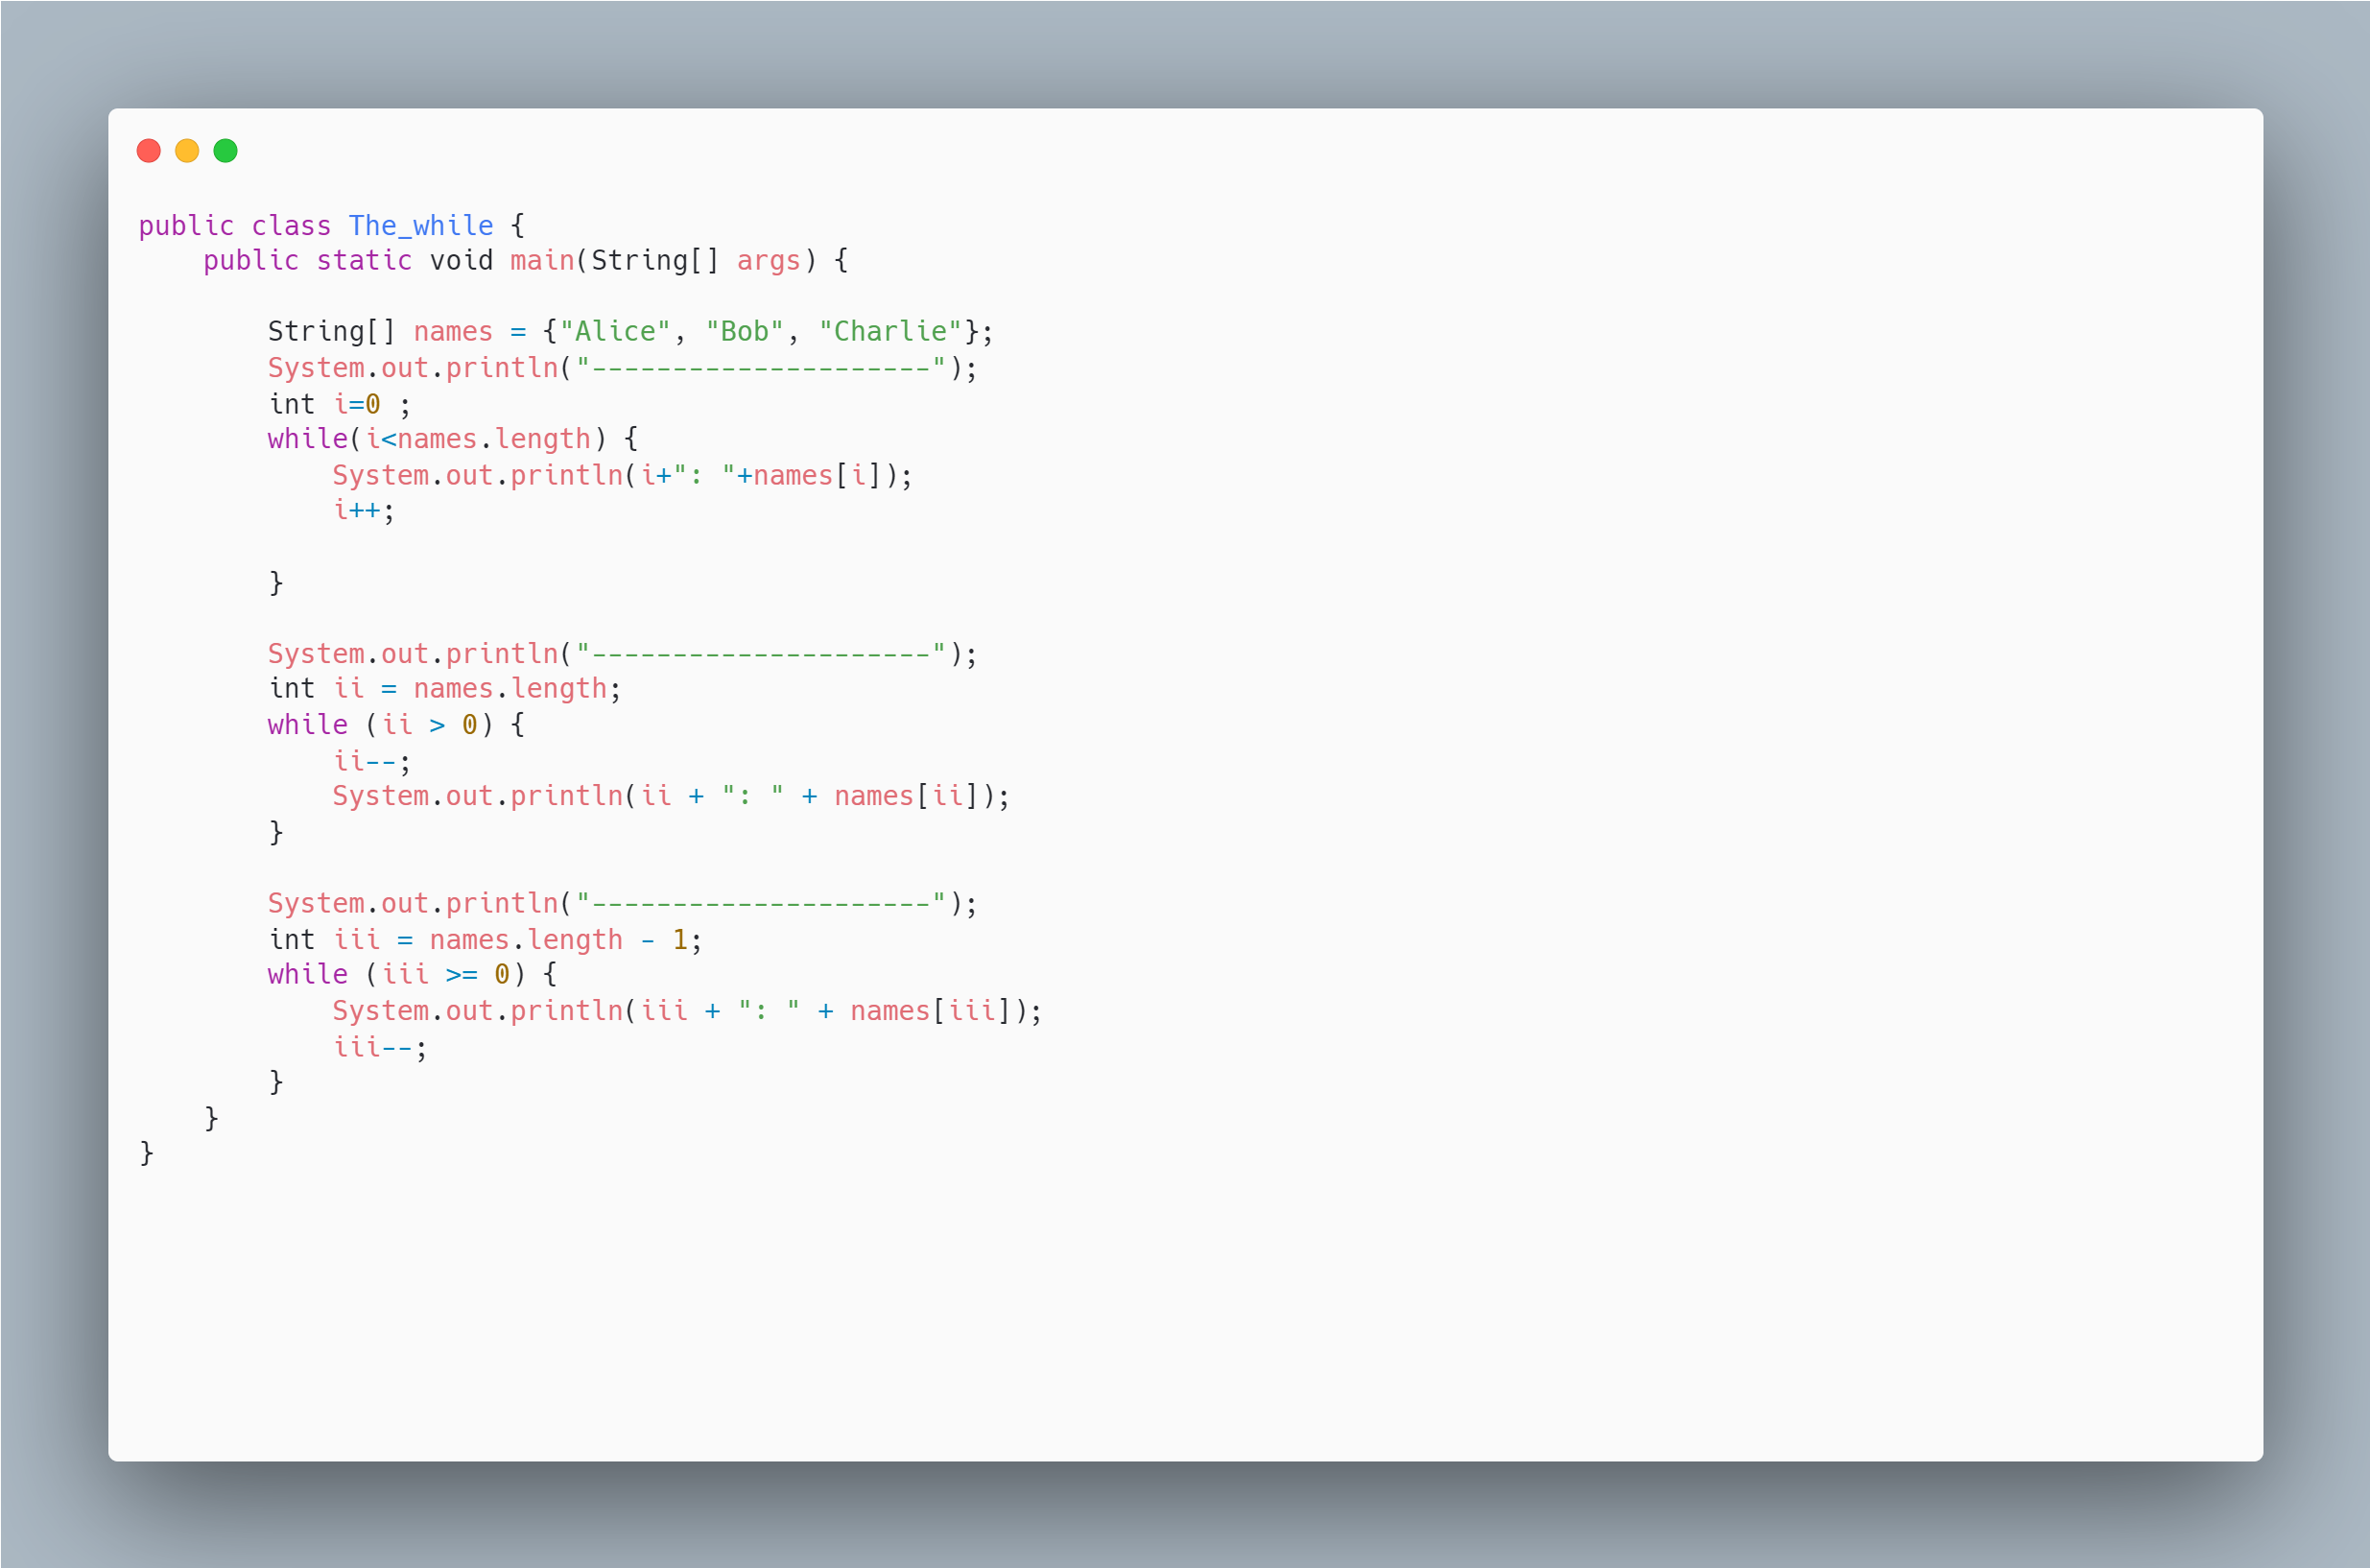 public class The_while {
    public static void main(String[] args) {

        String[] names = {"Alice", "Bob", "Charlie"};
        System.out.println("---------------------");
        int i=0 ;
        while(i<names.length) {
            System.out.println(i+": "+names[i]);
            i++;

        }

        System.out.println("---------------------");
        int ii = names.length;
        while (ii > 0) {
            ii--;
            System.out.println(ii + ": " + names[ii]);
        }

        System.out.println("---------------------");
        int iii = names.length - 1;
        while (iii >= 0) {
            System.out.println(iii + ": " + names[iii]);
            iii--;
        }
    }
}